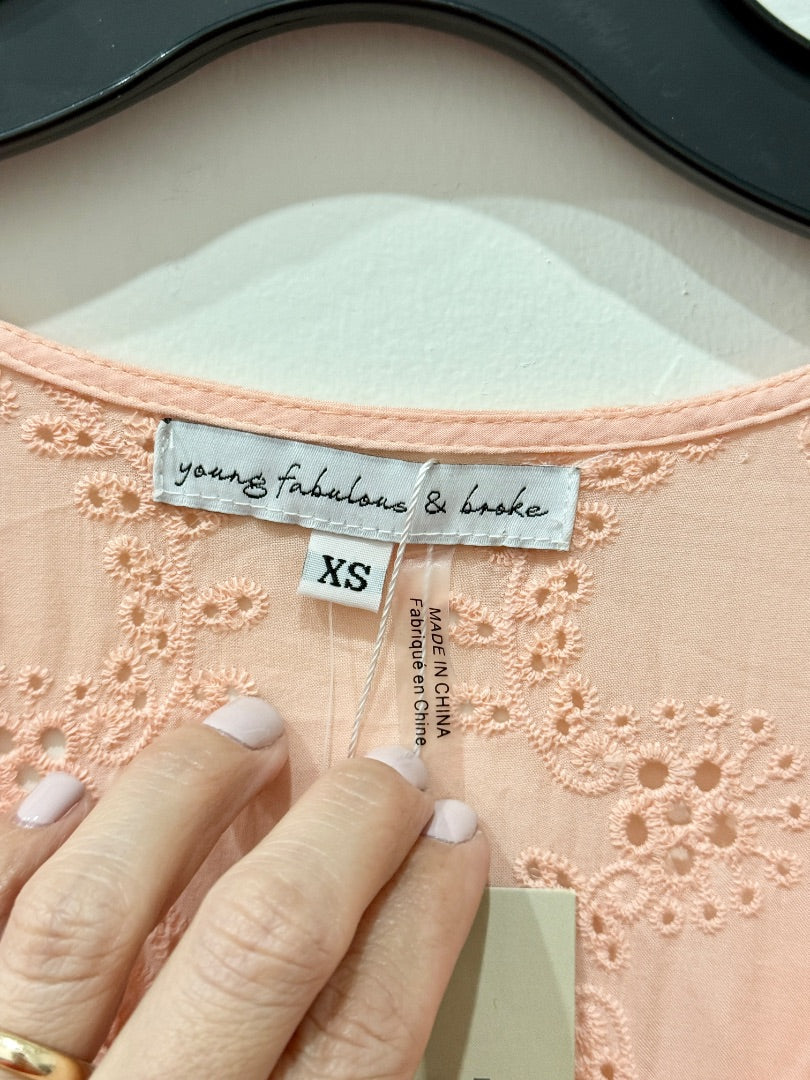 young fabulous & broke
XS
MADE IN CHINA
Fabriqué en Chine